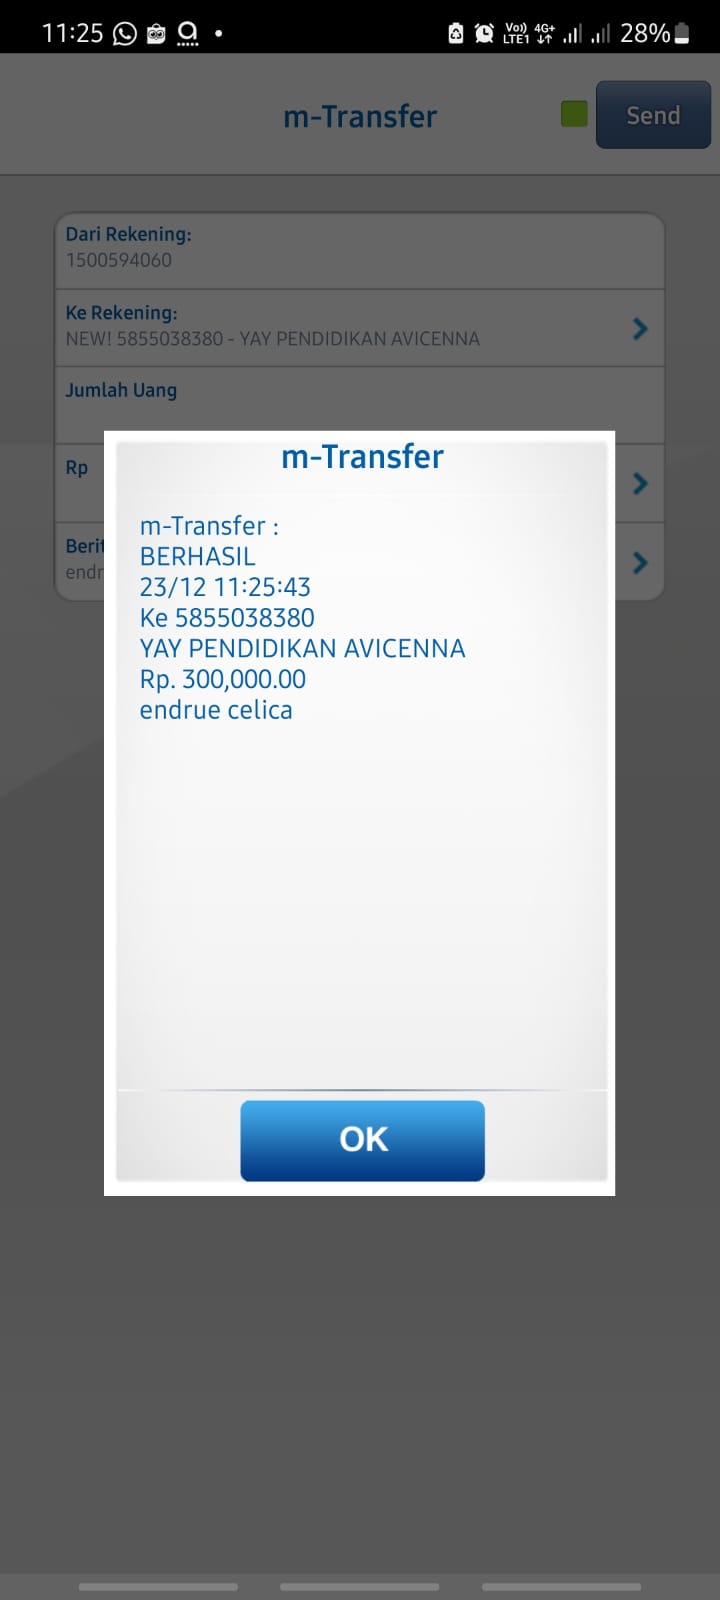 11:25
Vo)) LTE1 4G+ 28%
m-Transfer
Send
Dari Rekening:
1500594060
Ke Rekening:
NEW! 5855038380 - YAY PENDIDIKAN AVICENNA
Jumlah Uang
Rp
Berit
endr
m-Transfer
m-Transfer :
BERHASIL
23/12 11:25:43
Ke 5855038380
YAY PENDIDIKAN AVICENNA
Rp. 300,000.00
endrue celica
OK